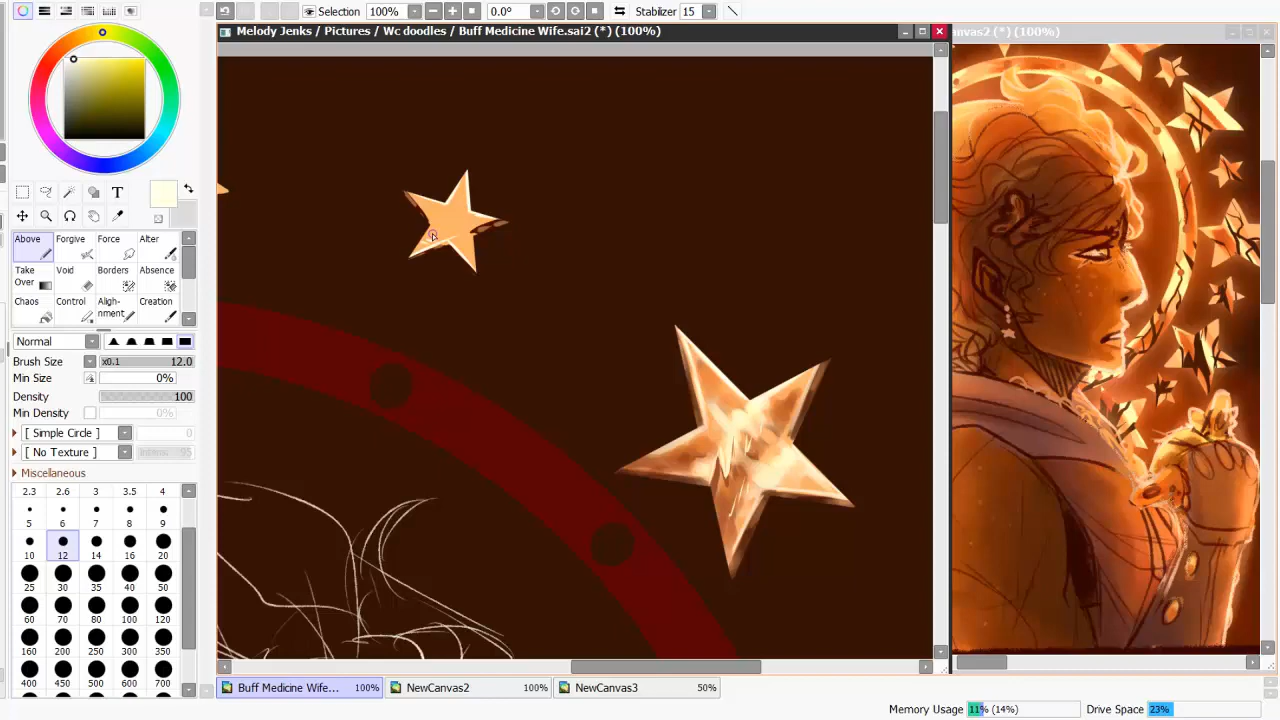 Selection 100% 0.0° Stabilizer 15
Melody Jenks / Pictures / Wc doodles / Buff Medicine Wife.sai2 (*) (100%)
anvas2 (*) (100%)
T
Above Forgive Force Alter
Take Over Void Borders Absence
Chaos Control Align-ment Creation
Normal
Brush Size x0.1 12.0
Min Size 0%
Density 100
Min Density 0%
[ Simple Circle ] 0
[ No Texture ] 95
Miscellaneous
2.3 2.6 3 3.5 4
5 6 7 8 9
10 12 14 16 20
25 30 35 40 50
60 70 80 100 120
160 200 250 300 350
400 450 500 600 700
Buff Medicine Wife... 100% NewCanvas2 100% NewCanvas3 50%
Memory Usage 11% (14%) Drive Space 23%